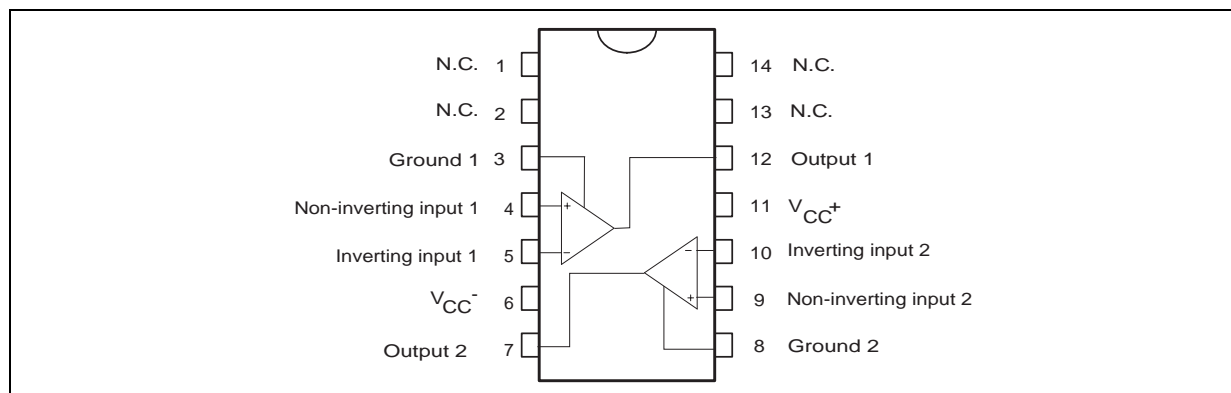 N.C. 1
N.C. 2
Ground 1 3
Non-inverting input 1 4
Inverting input 1 5
VCC- 6
Output 2 7
14 N.C.
13 N.C.
12 Output 1
11 VCC+
10 Inverting input 2
9 Non-inverting input 2
8 Ground 2
+
−
−
+